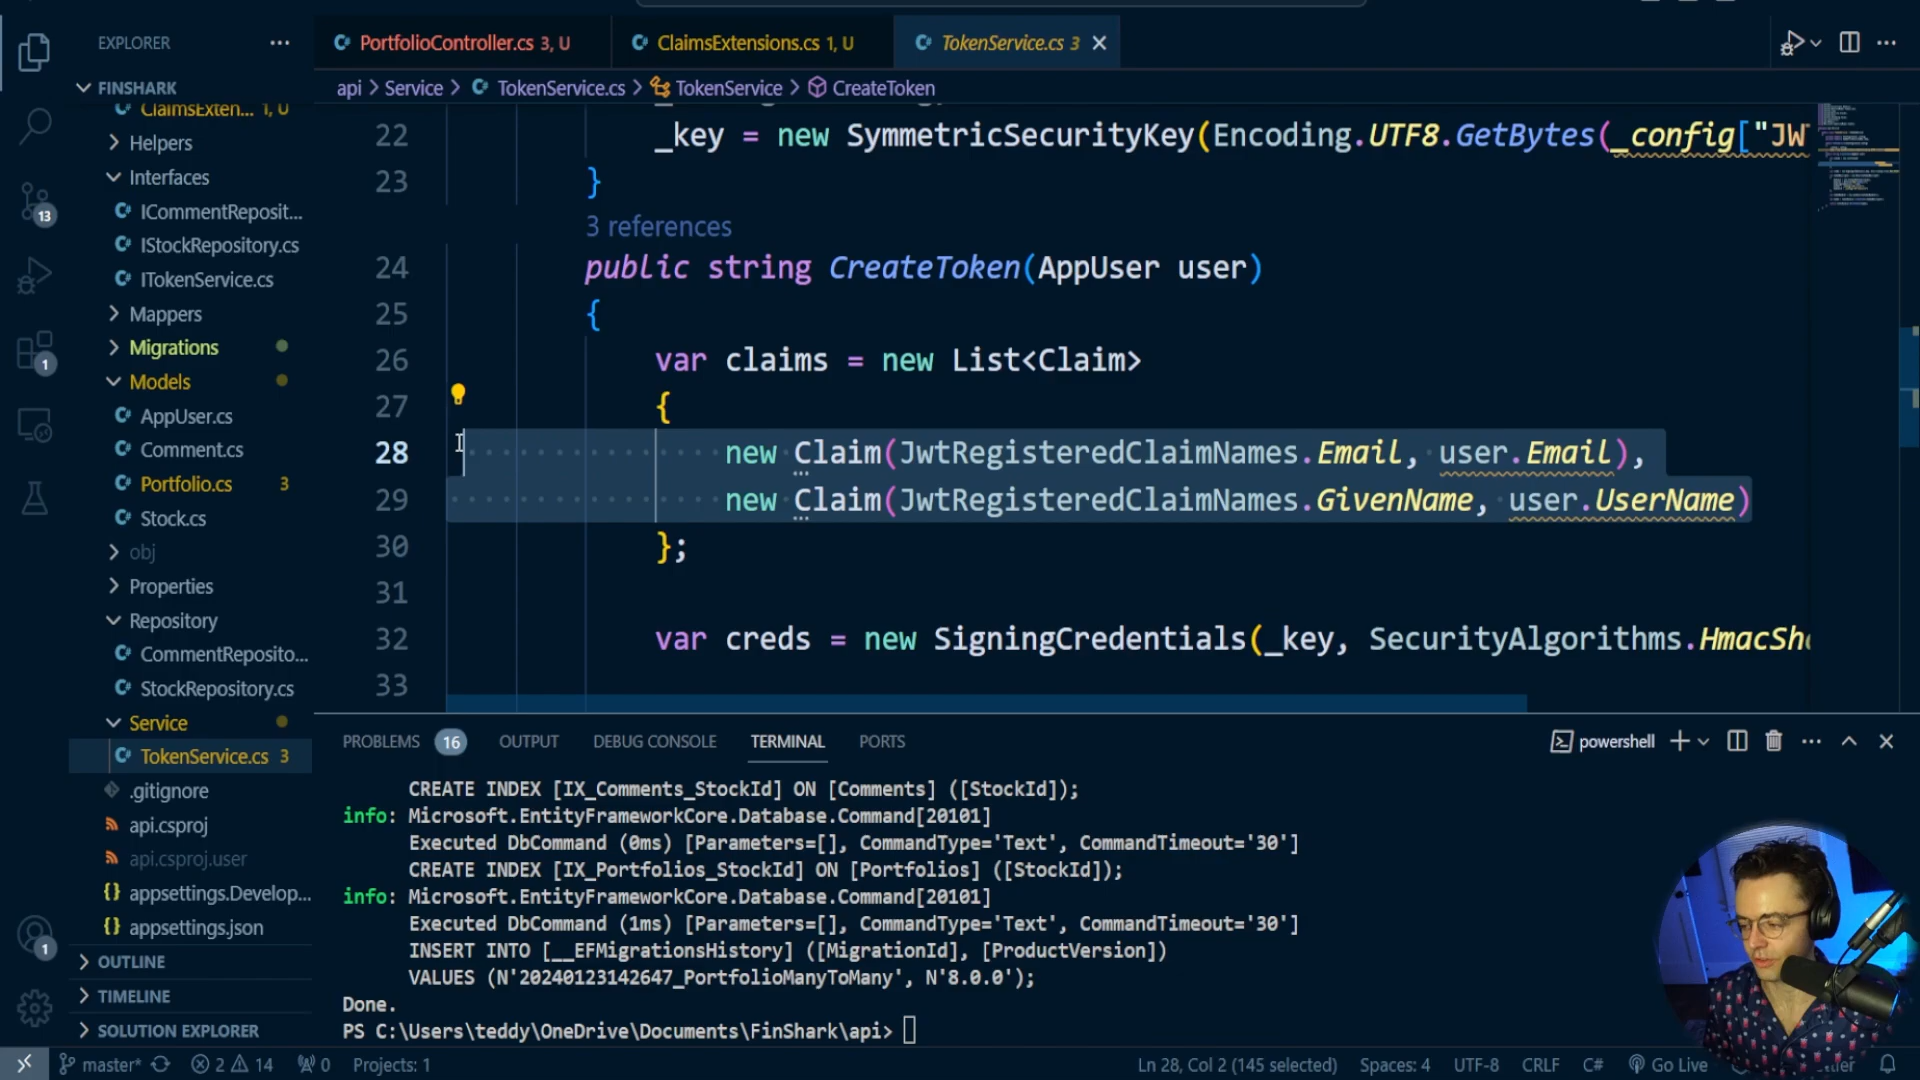 EXPLORER
PortfolioController.cs 3, U
ClaimsExtensions.cs 1, U
TokenService.cs 3
FINSHARK
api > Service > TokenService.cs > TokenService > CreateToken
ClaimsExten... 1, U
Helpers
Interfaces
ICommentReposit...
IStockRepository.cs
ITokenService.cs
Mappers
Migrations
Models
AppUser.cs
Comment.cs
Portfolio.cs 3
Stock.cs
obj
Properties
Repository
CommentReposito...
StockRepository.cs
Service
TokenService.cs 3
.gitignore
api.csproj
api.csproj.user
appsettings.Develop...
appsettings.json
OUTLINE
TIMELINE
SOLUTION EXPLORER
13
1
1
22 _key = new SymmetricSecurityKey(Encoding.UTF8.GetBytes(_config["JW
23 }
3 references
24 public string CreateToken(AppUser user)
25 {
26 var claims = new List<Claim>
27 {
28 new Claim(JwtRegisteredClaimNames.Email, user.Email),
29 new Claim(JwtRegisteredClaimNames.GivenName, user.UserName)
30 };
31
32 var creds = new SigningCredentials(_key, SecurityAlgorithms.HmacSh
33
PROBLEMS 16 OUTPUT DEBUG CONSOLE TERMINAL PORTS
powershell
CREATE INDEX [IX_Comments_StockId] ON [Comments] ([StockId]);
info: Microsoft.EntityFrameworkCore.Database.Command[20101]
Executed DbCommand (0ms) [Parameters=[], CommandType='Text', CommandTimeout='30']
CREATE INDEX [IX_Portfolios_StockId] ON [Portfolios] ([StockId]);
info: Microsoft.EntityFrameworkCore.Database.Command[20101]
Executed DbCommand (1ms) [Parameters=[], CommandType='Text', CommandTimeout='30']
INSERT INTO [__EFMigrationsHistory] ([MigrationId], [ProductVersion])
VALUES (N'20240123142647_PortfolioManyToMany', N'8.0.0');
Done.
PS C:\Users\teddy\OneDrive\Documents\FinShark\api>
master* 2 14 0 Projects: 1
Ln 28, Col 2 (145 selected) Spaces: 4 UTF-8 CRLF C# Go Live